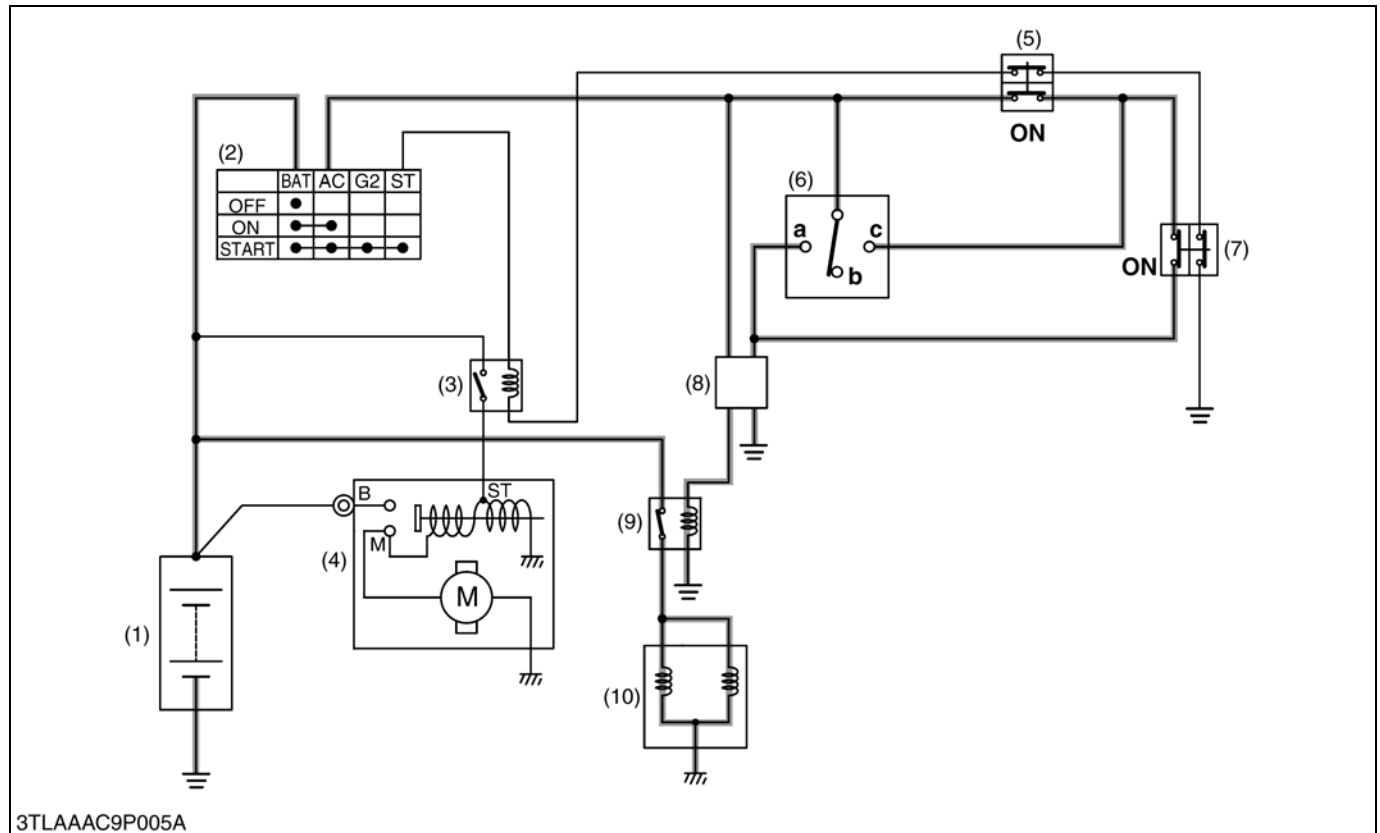 (5)
ON
(2)
BAT AC G2 ST
OFF
ON
START
(6)
a
c
b
ON
(7)
(3)
(8)
B
ST
M
(4)
M
(9)
(1)
(10)
3TLAAAC9P005A